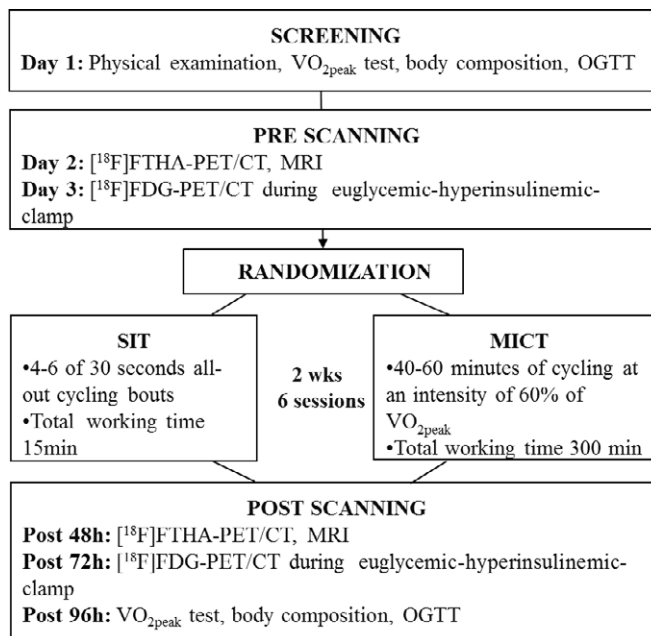 SCREENING
Day 1: Physical examination, VO2peak test, body composition, OGTT
PRE SCANNING
Day 2: [18F]FTHA-PET/CT, MRI
Day 3: [18F]FDG-PET/CT during euglycemic-hyperinsulinemic-
clamp
RANDOMIZATION
SIT
•4-6 of 30 seconds all-
out cycling bouts
•Total working time
15min
2 wks
6 sessions
MICT
•40-60 minutes of cycling at
an intensity of 60% of
VO2peak
•Total working time 300 min
POST SCANNING
Post 48h: [18F]FTHA-PET/CT, MRI
Post 72h: [18F]FDG-PET/CT during euglycemic-hyperinsulinemic-
clamp
Post 96h: VO2peak test, body composition, OGTT